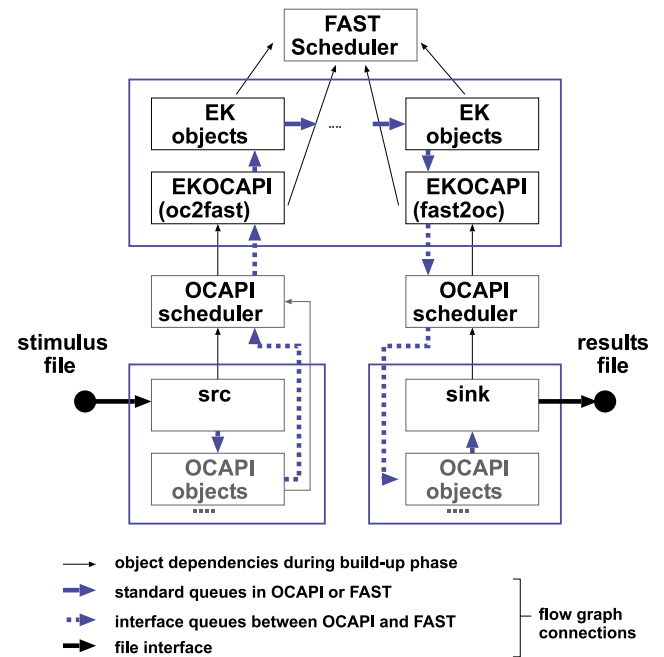 FAST
Scheduler
EK
objects
....
EK
objects
EKOCAPI
(oc2fast)
EKOCAPI
(fast2oc)
OCAPI
scheduler
OCAPI
scheduler
stimulus
file
results
file
src
sink
OCAPI
objects
....
OCAPI
objects
....
object dependencies during build-up phase
standard queues in OCAPI or FAST
interface queues between OCAPI and FAST
file interface
flow graph
connections